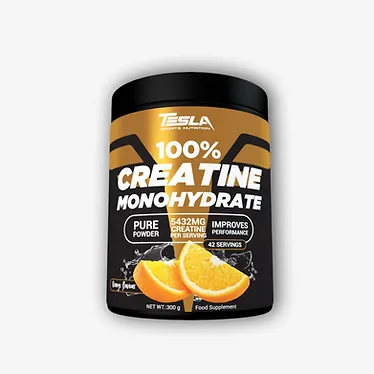 TESLA
SPORTS NUTRITION
100%
CREATINE
MONOHYDRATE
PURE
POWDER
5432MG
CREATINE
PER SERVING
IMPROVES
PERFORMANCE
42 SERVINGS
NET WT:300 g
Food Supplement